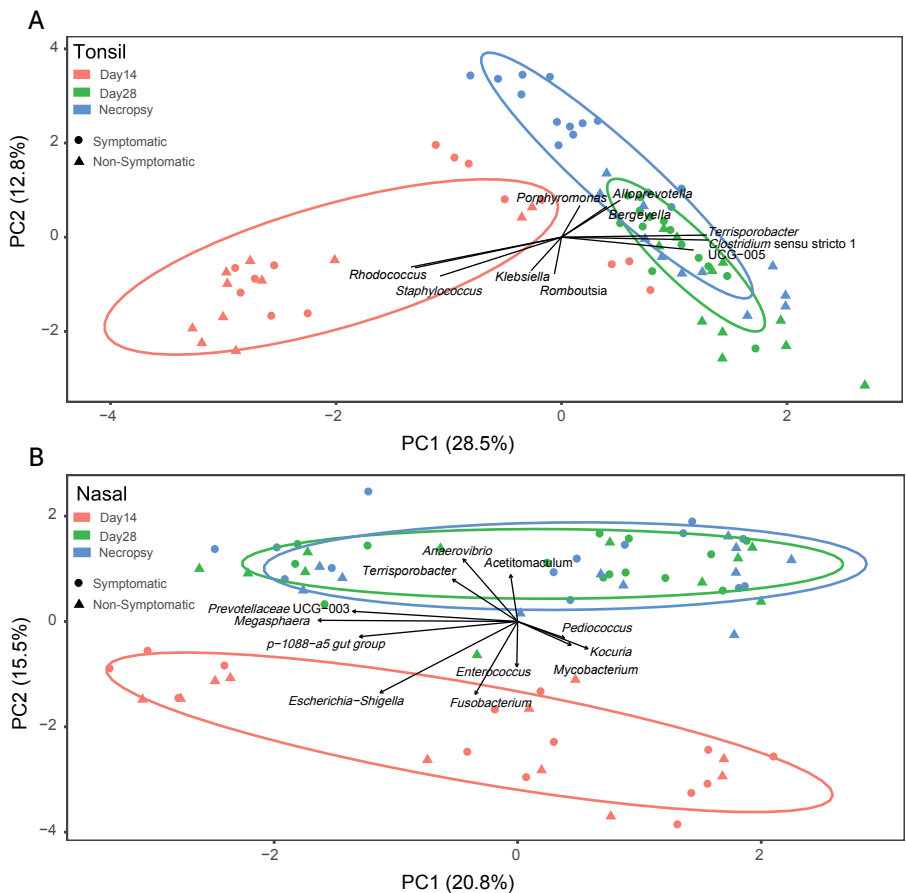 A
Tonsil
Day14
Day28
Necropsy
Symptomatic
Non-Symptomatic
4
2
0
−2
PC2 (12.8%)
Porphyromonas
Alloprevotella
Bergeyella
Terrisporobacter
Clostridium sensu stricto 1
UCG−005
Rhodococcus
Staphylococcus
Klebsiella
Romboutsia
−4
−2
0
2
PC1 (28.5%)
B
Nasal
Day14
Day28
Necropsy
Symptomatic
Non-Symptomatic
2
0
−2
−4
PC2 (15.5%)
Anaerovibrio
Acetitomaculum
Terrisporobacter
Prevotellaceae UCG−003
Megasphaera
p−1088−a5 gut group
Pediococcus
Kocuria
Mycobacterium
Enterococcus
Escherichia−Shigella
Fusobacterium
−2
0
2
PC1 (20.8%)